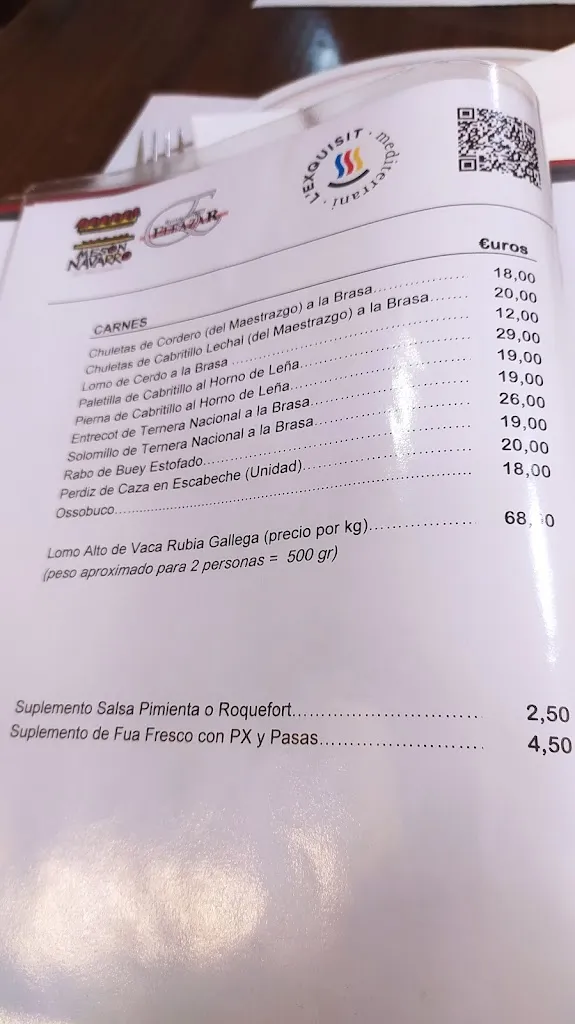 MESÓN
NAVARRO
ELEAZAR
L'EXQUISIT mediterrani
€uros
CARNES
Chuletas de Cordero (del Maestrazgo) a la Brasa 18,00
Chuletas de Cabritillo Lechal (del Maestrazgo) a la Brasa 20,00
Lomo de Cerdo a la Brasa 12,00
Paletilla de Cabritillo al Horno de Leña 29,00
Pierna de Cabritillo al Horno de Leña 19,00
Entrecot de Ternera Nacional a la Brasa 19,00
Solomillo de Ternera Nacional a la Brasa 26,00
Rabo de Buey Estofado 19,00
Perdiz de Caza en Escabeche (Unidad) 20,00
Ossobuco 18,00
Lomo Alto de Vaca Rubia Gallega (precio por kg)
(peso aproximado para 2 personas = 500 gr)
Suplemento Salsa Pimienta o Roquefort 2,50
Suplemento de Fua Fresco con PX y Pasas 4,50